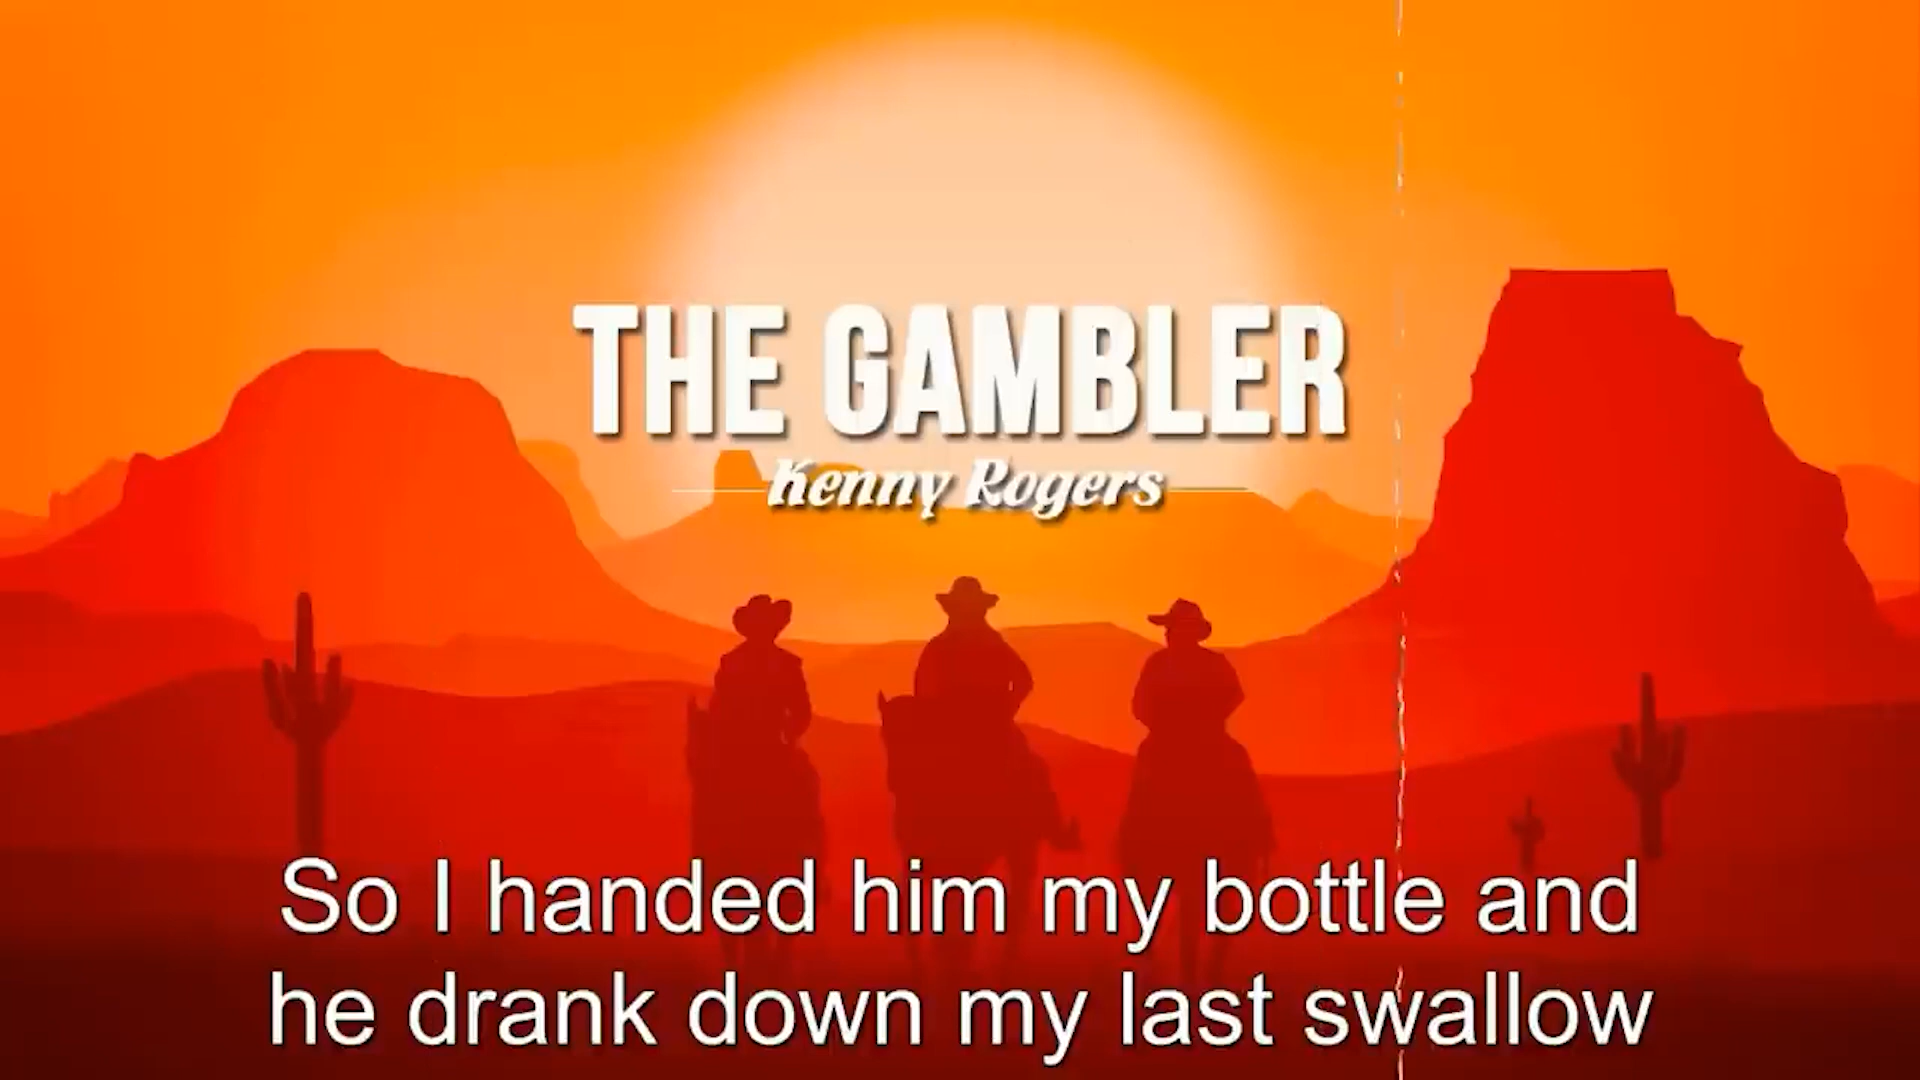 THE GAMBLER
Kenny Rogers
So I handed him my bottle and
he drank down my last swallow